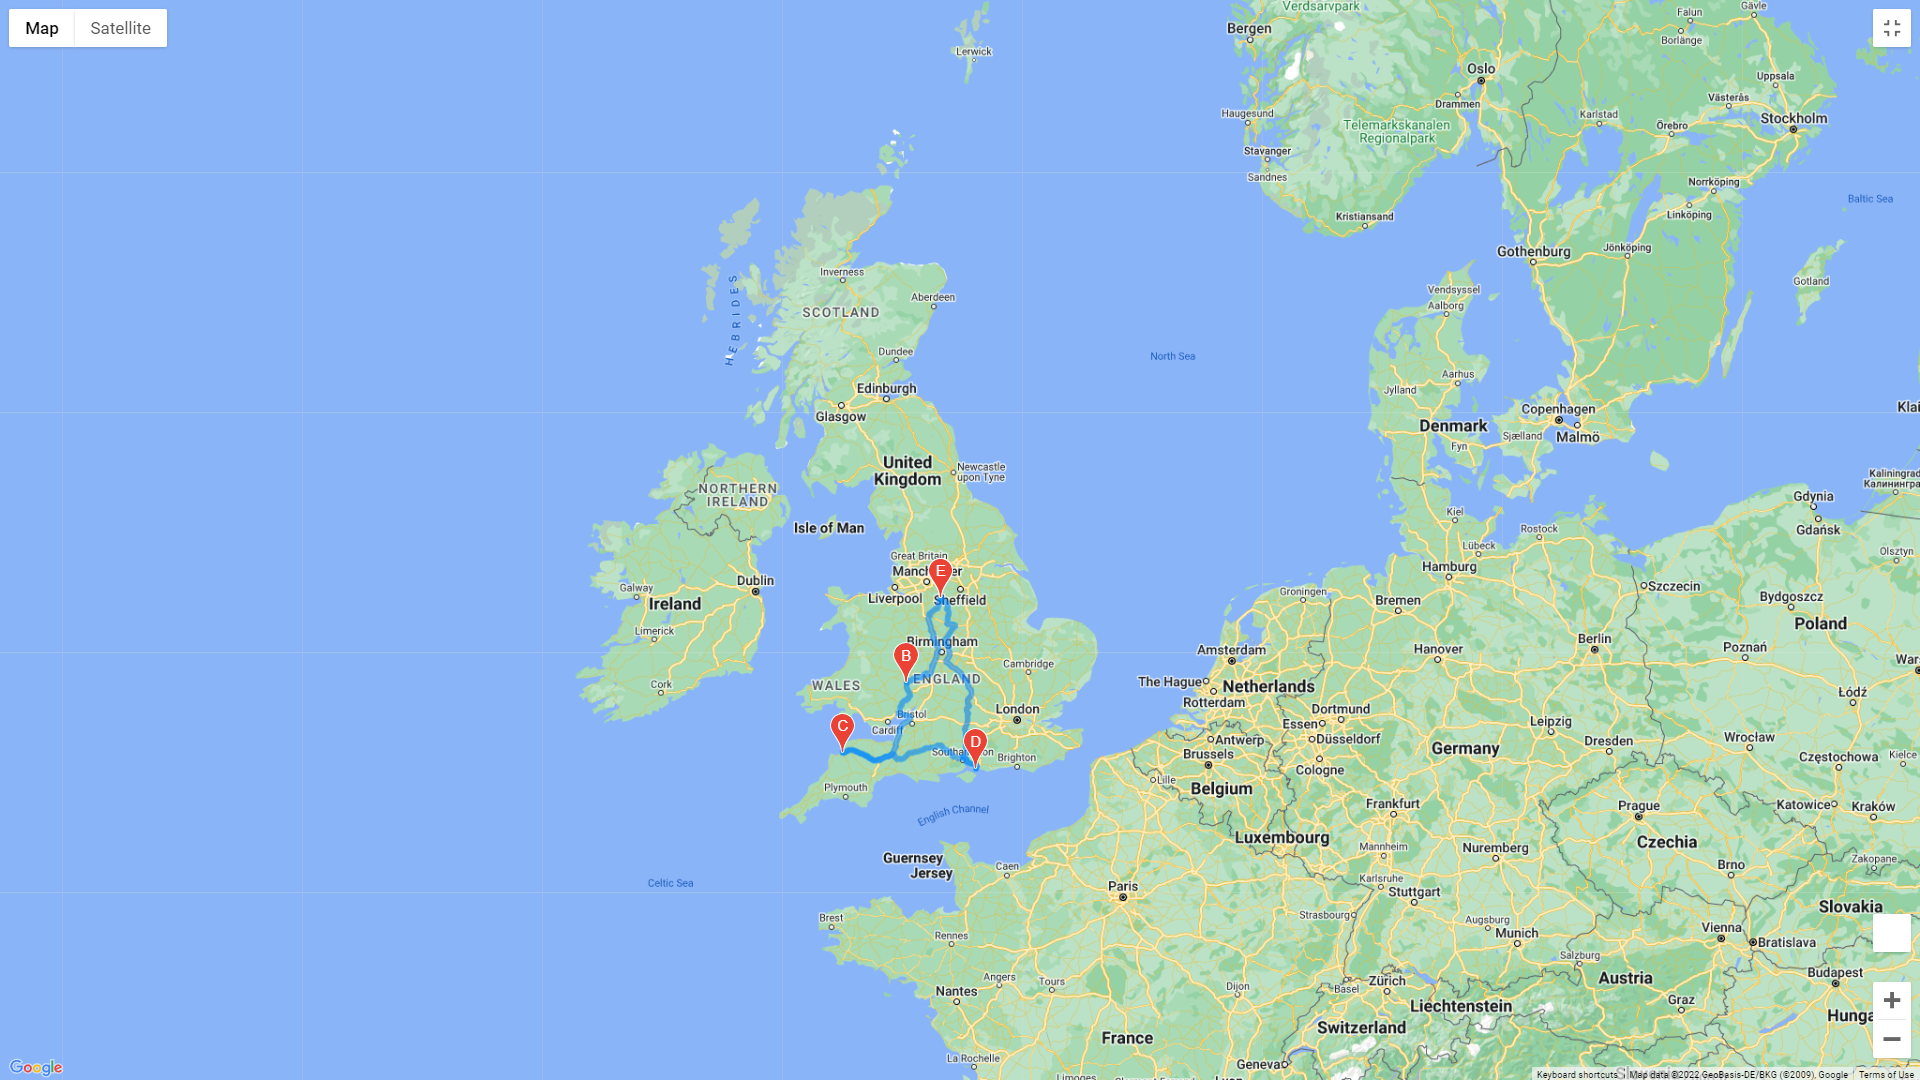 Map
Satellite
Verdsarvpark
Bergen
Falun
Gävle
Borlänge
Lerwick
Oslo
Uppsala
Drammen
Västerås
Haugesund
Karlstad
Stockholm
Telemarkskanalen
Regionalpark
Örebro
Stavanger
Sandnes
Norrköping
Baltic Sea
Kristiansand
Linköping
Gothenburg
Jönköping
Inverness
HEBRIDES
Aberdeen
Vendsyssel
Aalborg
Gotland
SCOTLAND
Dundee
North Sea
Edinburgh
Aarhus
Jylland
Glasgow
Copenhagen
Klai
Denmark
Malmö
Sjælland
Fyn
United
Kingdom
Newcastle
upon Tyne
Kaliningrad
Калининград
NORTHERN
IRELAND
Gdynia
Isle of Man
Kiel
Rostock
Gdańsk
Lübeck
Great Britain
Olsztyn
Hamburg
Manch
er
E
Dublin
Galway
Szczecin
Liverpool
Sheffield
Groningen
Bremen
Bydgoszcz
Ireland
Poland
Limerick
Birmingham
Berlin
Amsterdam
Hanover
Poznań
B
Cambridge
Wars
Cork
WALES
ENGLAND
The Hague
Netherlands
Rotterdam
London
Dortmund
Łódź
Bristol
Essen
Leipzig
C
Cardiff
Wrocław
Düsseldorf
Antwerp
D
Southa
on
Brighton
Brussels
Germany
Dresden
Kielce
Częstochowa
Cologne
Lille
Plymouth
Belgium
Frankfurt
Prague
Katowice
Kraków
English Channel
Luxembourg
Czechia
Guernsey
Jersey
Mannheim
Nuremberg
Caen
Brno
Zakopane
Celtic Sea
Paris
Karlsruhe
Stuttgart
Slovakia
Brest
Strasbourg
Augsburg
Rennes
Munich
Vienna
Bratislava
Salzburg
Angers
Tours
Dijon
Zürich
Basel
Austria
Budapest
Nantes
Liechtenstein
Graz
Hunga
France
Switzerland
La Rochelle
Geneva
Limoges
Google
Keyboard shortcuts
Map data ©2022 GeoBasis-DE/BKG (©2009), Google
Terms of Use